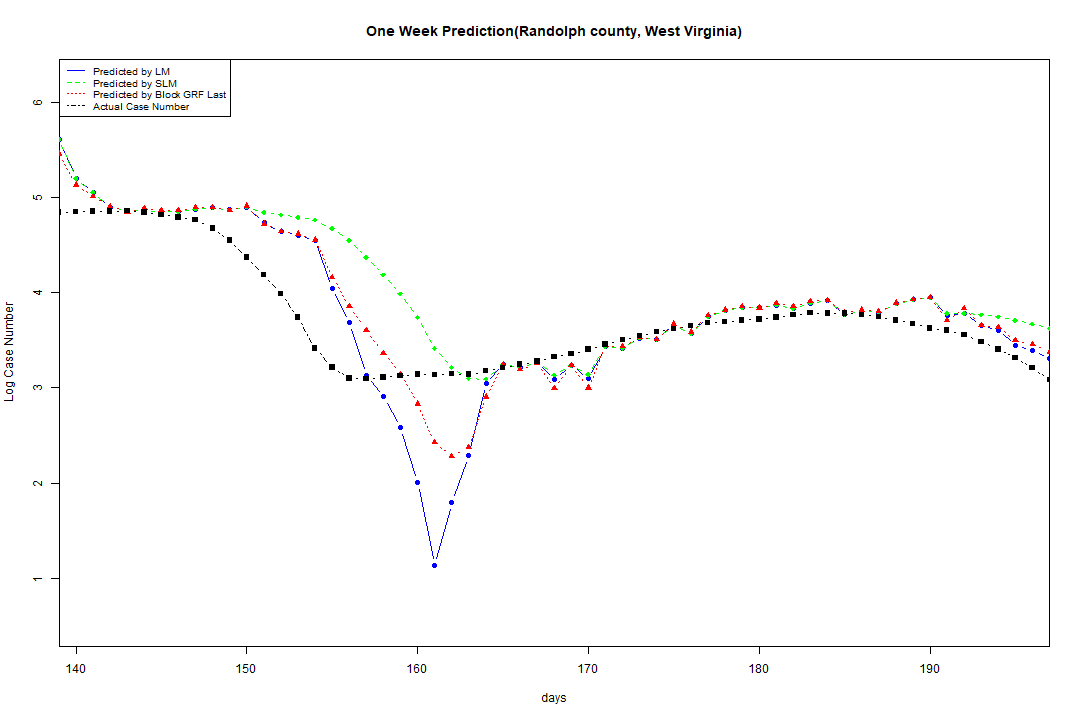 One Week Prediction(Randolph county, West Virginia)
Predicted by LM
Predicted by SLM
Predicted by Block GRF Last
Actual Case Number
6
5
4
3
2
1
Log Case Number
140 150 160 170 180 190
days